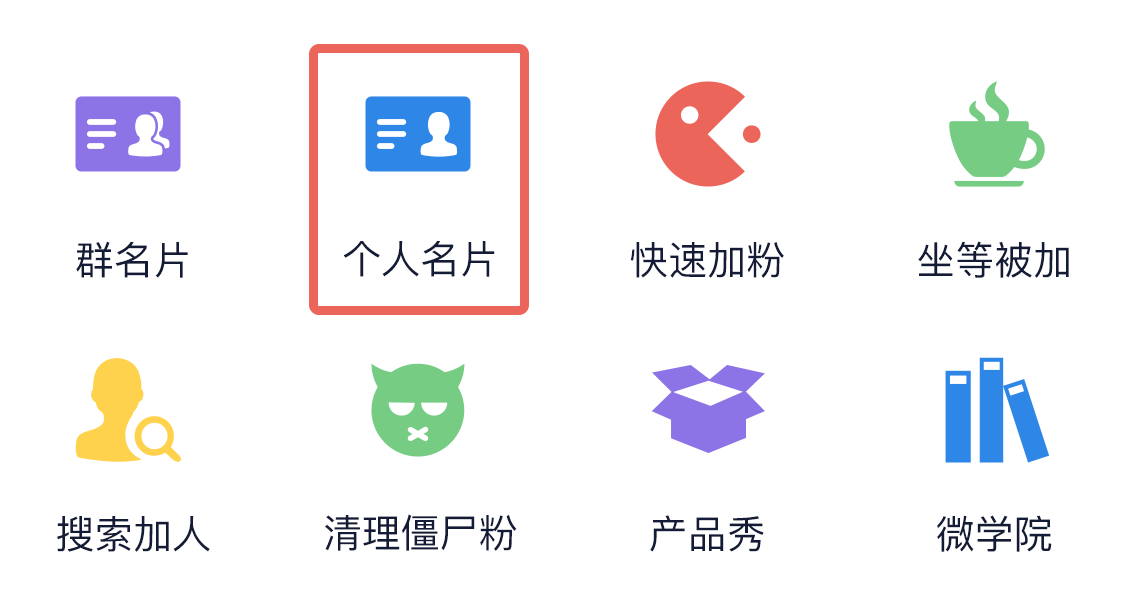 群名片
个人名片
快速加粉
坐等被加
搜索加人
清理僵尸粉
产品秀
微学院